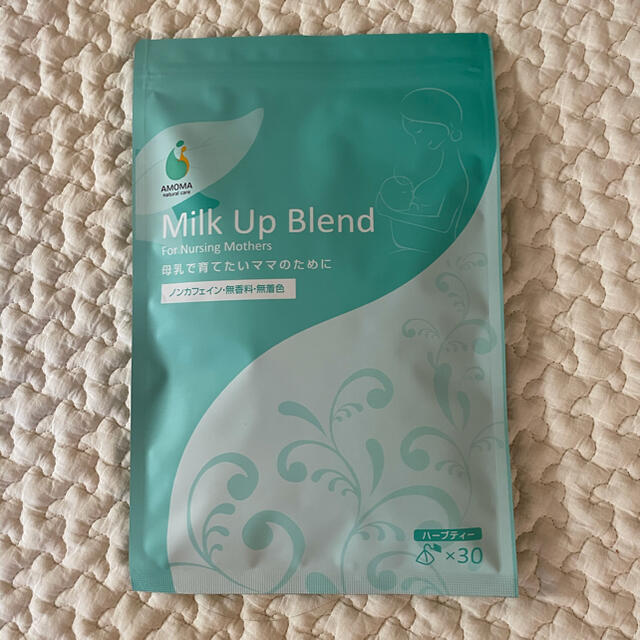 AMOMA
natural care
Milk Up Blend
For Nursing Mothers
母乳で育てたいママのために
ノンカフェイン・無香料・無着色
ハーブティー
×30